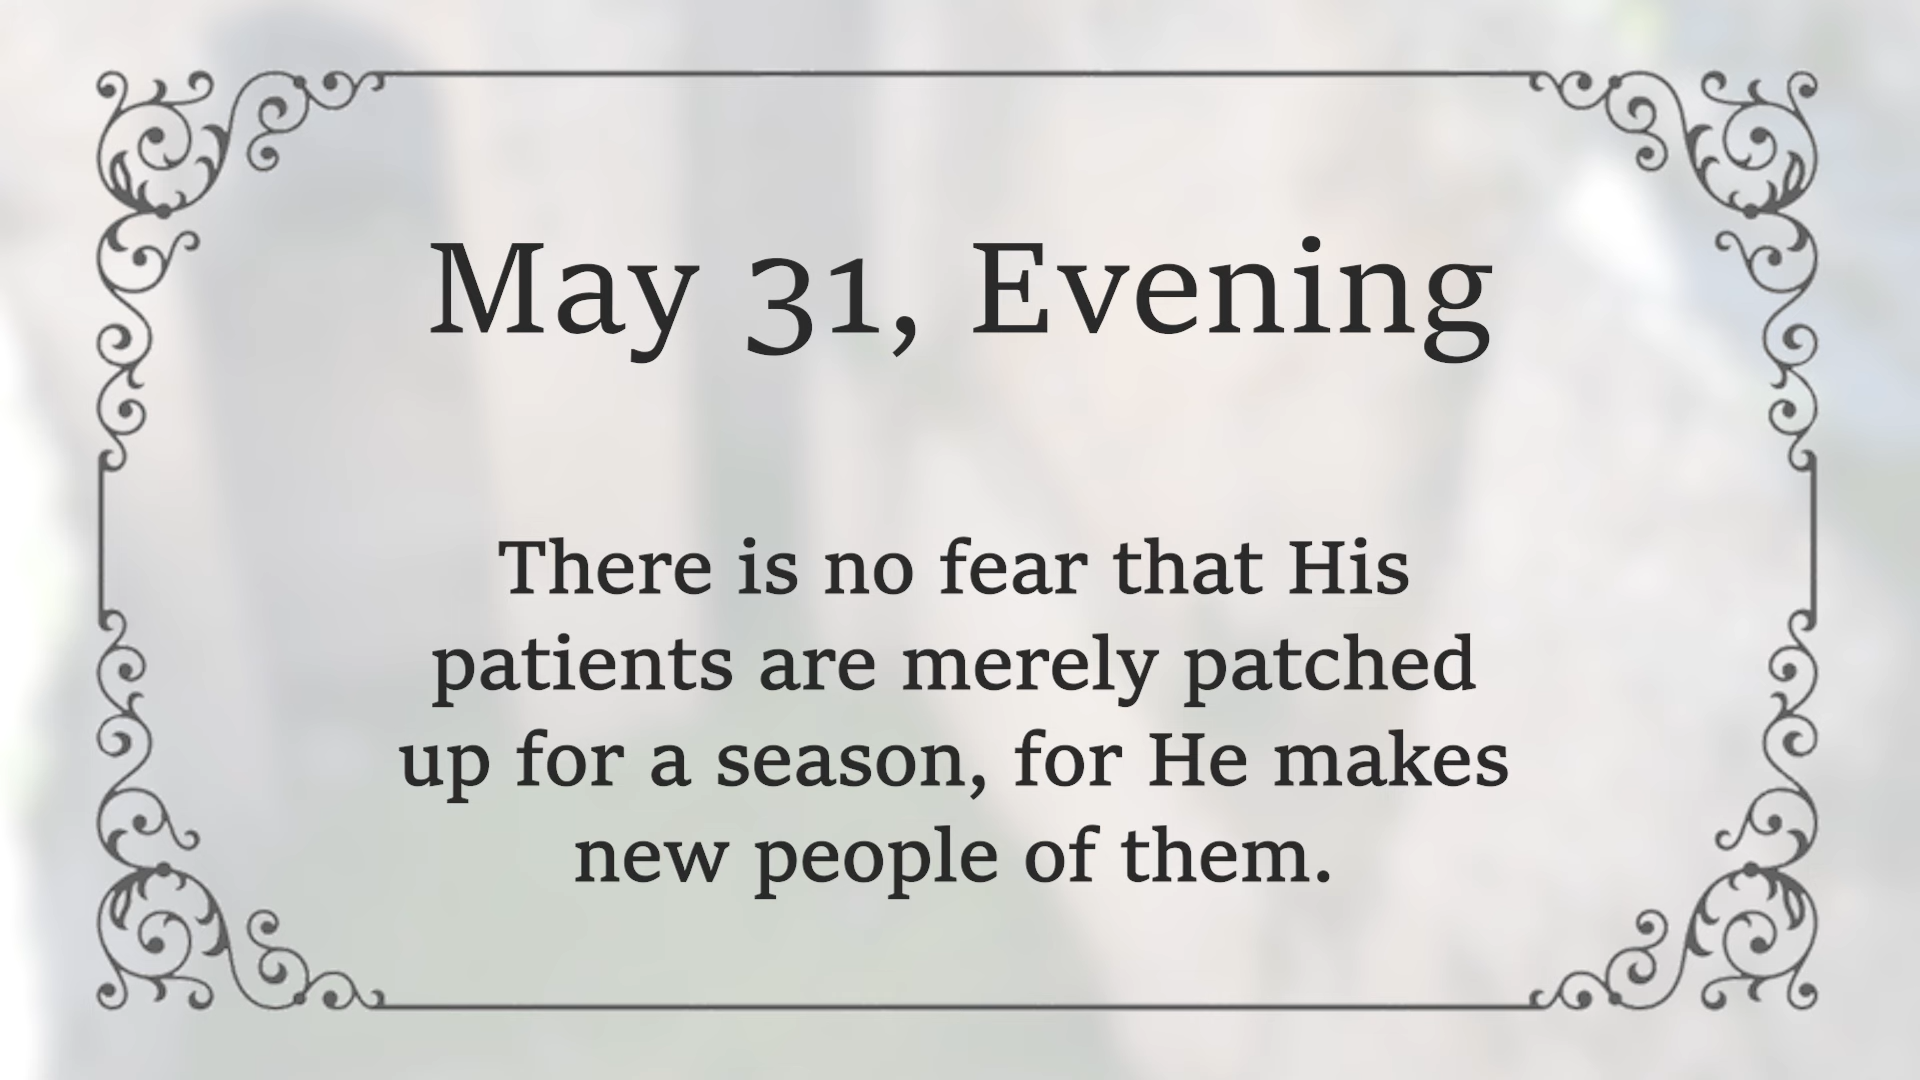 May 31, Evening
There is no fear that His
patients are merely patched
up for a season, for He makes
new people of them.